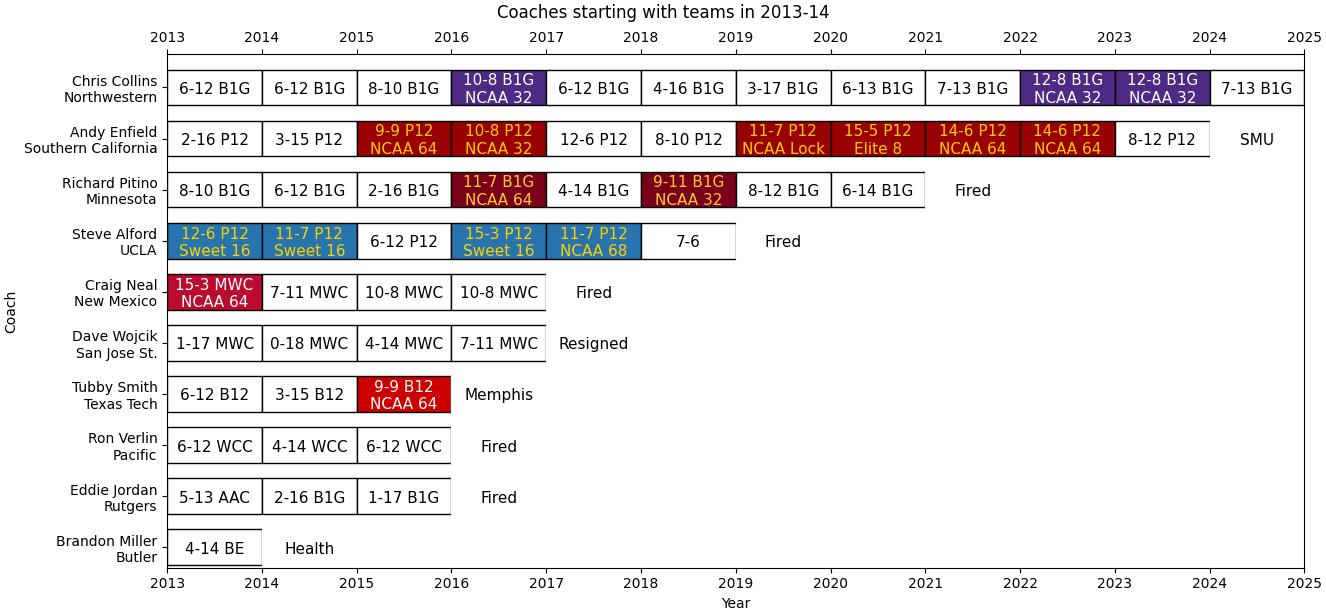 Coaches starting with teams in 2013-14
2013 2014 2015 2016 2017 2018 2019 2020 2021 2022 2023 2024 2025
Coach
Chris Collins
Northwestern
6-12 B1G
6-12 B1G
8-10 B1G
10-8 B1G
NCAA 32
6-12 B1G
4-16 B1G
3-17 B1G
6-13 B1G
7-13 B1G
12-8 B1G
NCAA 32
12-8 B1G
NCAA 32
7-13 B1G
Andy Enfield
Southern California
2-16 P12
3-15 P12
9-9 P12
NCAA 64
10-8 P12
NCAA 32
12-6 P12
8-10 P12
11-7 P12
NCAA Lock
15-5 P12
Elite 8
14-6 P12
NCAA 64
14-6 P12
NCAA 64
8-12 P12
SMU
Richard Pitino
Minnesota
8-10 B1G
6-12 B1G
2-16 B1G
11-7 B1G
NCAA 64
4-14 B1G
9-11 B1G
NCAA 32
8-12 B1G
6-14 B1G
Fired
Steve Alford
UCLA
12-6 P12
Sweet 16
11-7 P12
Sweet 16
6-12 P12
15-3 P12
Sweet 16
11-7 P12
NCAA 68
7-6
Fired
Craig Neal
New Mexico
15-3 MWC
NCAA 64
7-11 MWC
10-8 MWC
10-8 MWC
Fired
Dave Wojcik
San Jose St.
1-17 MWC
0-18 MWC
4-14 MWC
7-11 MWC
Resigned
Tubby Smith
Texas Tech
6-12 B12
3-15 B12
9-9 B12
NCAA 64
Memphis
Ron Verlin
Pacific
6-12 WCC
4-14 WCC
6-12 WCC
Fired
Eddie Jordan
Rutgers
5-13 AAC
2-16 B1G
1-17 B1G
Fired
Brandon Miller
Butler
4-14 BE
Health
2013 2014 2015 2016 2017 2018 2019 2020 2021 2022 2023 2024 2025
Year